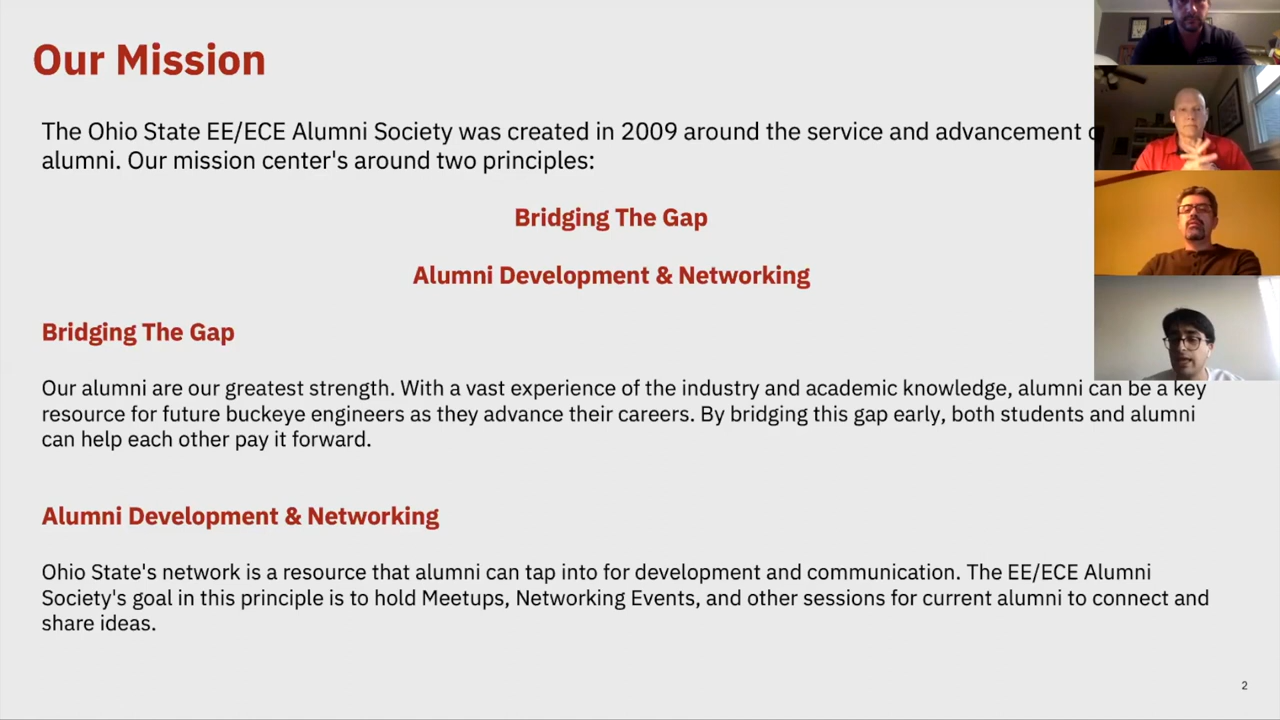 Our Mission
The Ohio State EE/ECE Alumni Society was created in 2009 around the service and advancement
alumni. Our mission center's around two principles:
Bridging The Gap
Alumni Development & Networking
Bridging The Gap
Our alumni are our greatest strength. With a vast experience of the industry and academic knowledge, alumni can be a key
resource for future buckeye engineers as they advance their careers. By bridging this gap early, both students and alumni
can help each other pay it forward.
Alumni Development & Networking
Ohio State's network is a resource that alumni can tap into for development and communication. The EE/ECE Alumni
Society's goal in this principle is to hold Meetups, Networking Events, and other sessions for current alumni to connect and
share ideas.
2